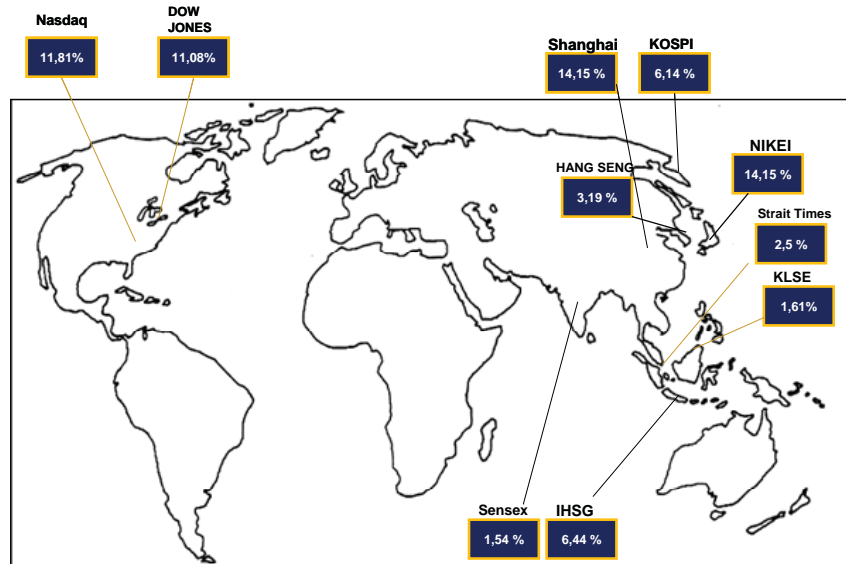 Nasdaq
11,81%
DOW
JONES
11,08%
Shanghai
14,15 %
KOSPI
6,14 %
HANG SENG
3,19 %
NIKEI
14,15 %
Strait Times
2,5 %
KLSE
1,61%
Sensex
1,54 %
IHSG
6,44 %